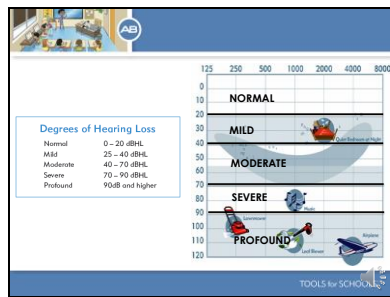 AB
Degrees of Hearing Loss
Normal 0 – 20 dBHL
Mild 25 – 40 dBHL
Moderate 40 – 70 dBHL
Severe 70 – 90 dBHL
Profound 90dB and higher
125 250 500 1000 2000 4000 8000
0
10
20
30
40
50
60
70
80
90
100
110
120
NORMAL
MILD
MODERATE
SEVERE
Music
Lawnmower
PROFOUND
Leaf Blower
Airplane
TOOLS for SCHOOLS